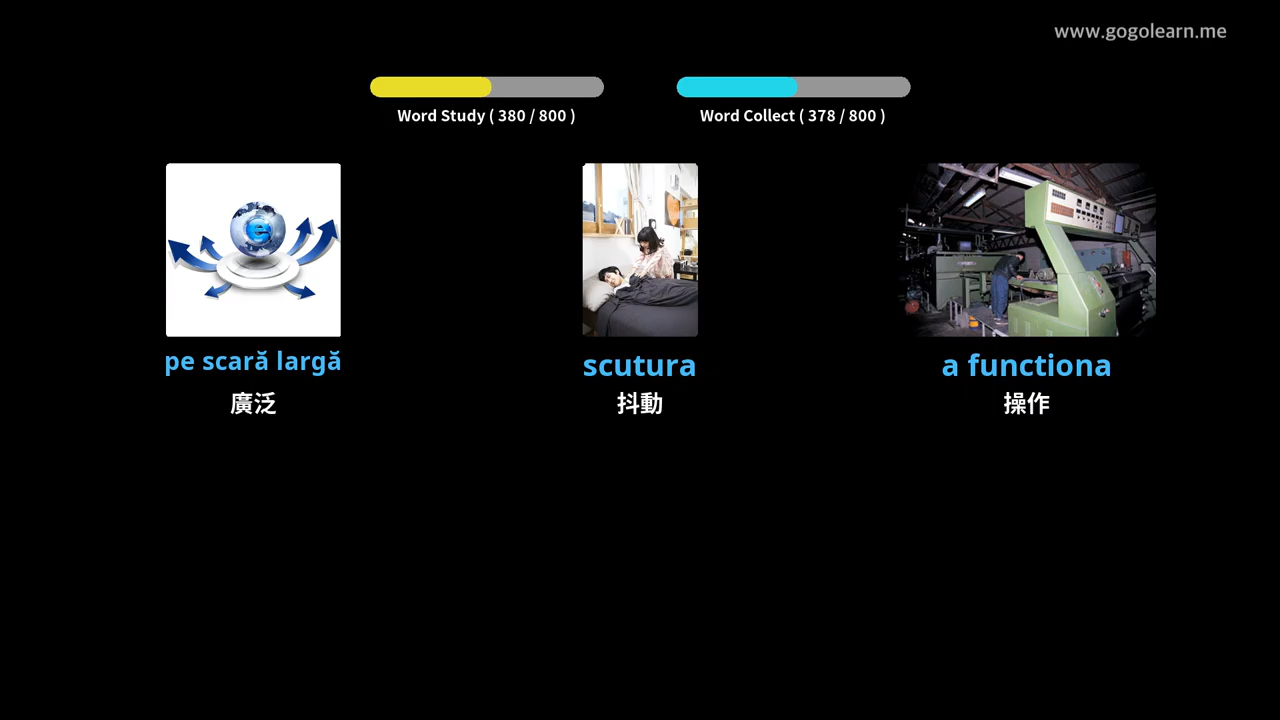 www.gogolearn.me
Word Study ( 380 / 800 )
Word Collect ( 378 / 800 )
e
pe scară largă
scutura
a functiona
廣泛
抖動
操作